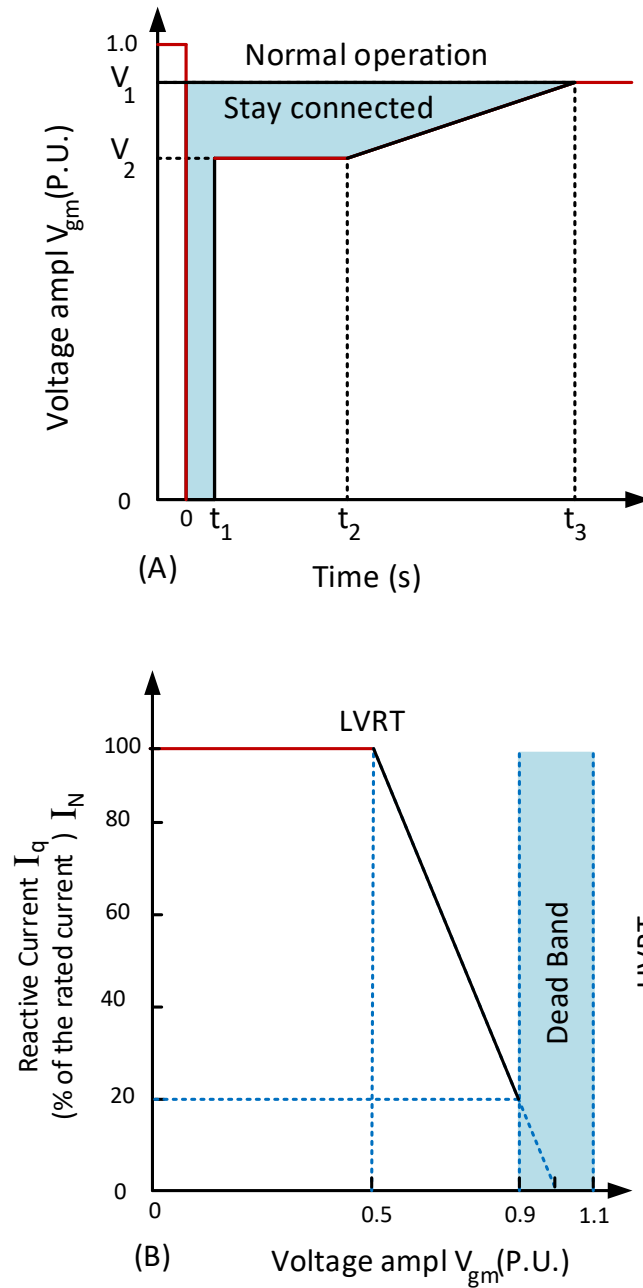 1.0
Normal operation
V1
Stay connected
V2
Voltage ampl Vgm(P.U.)
0
0 t1 t2 t3
(A)
Time (s)
LVRT
100
80
60
40
20
0
Reactive Current Iq
(% of the rated current ) IN
Dead Band
HVRT
0 0.5 0.9 1.1
(B)
Voltage ampl Vgm(P.U.)